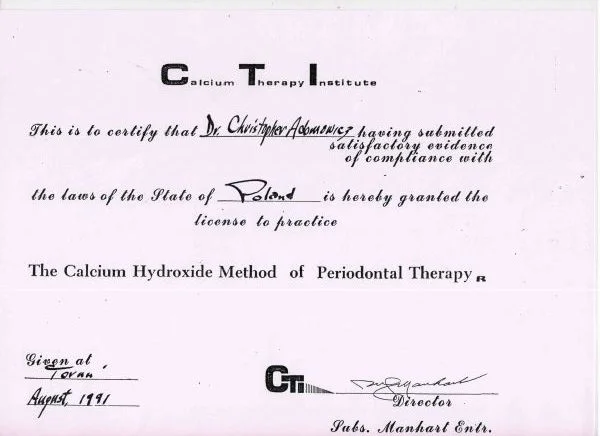 Calcium Therapy Institute
This is to certify that Dr. Christopher Adamowicz having submitted
satisfactory evidence
of compliance with
the laws of the State of Poland is hereby granted the
license to practice
The Calcium Hydroxide Method of Periodontal Therapy R
Given at
Toruń
August, 1991
CTi
Director
Subs. Manhart Entr.